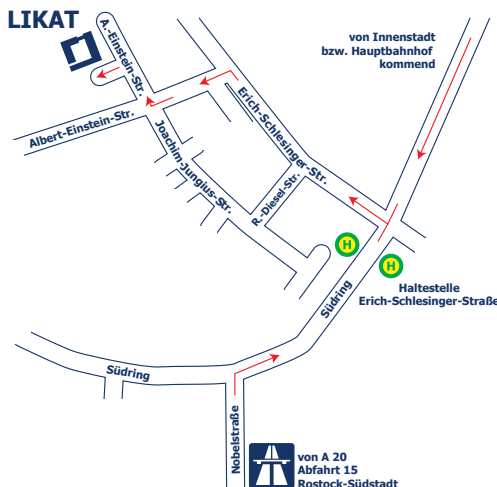 LIKAT
A.-Einstein-Str.
von Innenstadt
bzw. Hauptbahnhof
kommend
Albert-Einstein-Str.
Erich-Schlesinger-Str.
Joachim-Jungius-Str.
R.-Diesel-Str.
H
H
Haltestelle
Erich-Schlesinger-Straße
Südring
Südring
Nobelstraße
von A 20
Abfahrt 15
Rostock-Südstadt